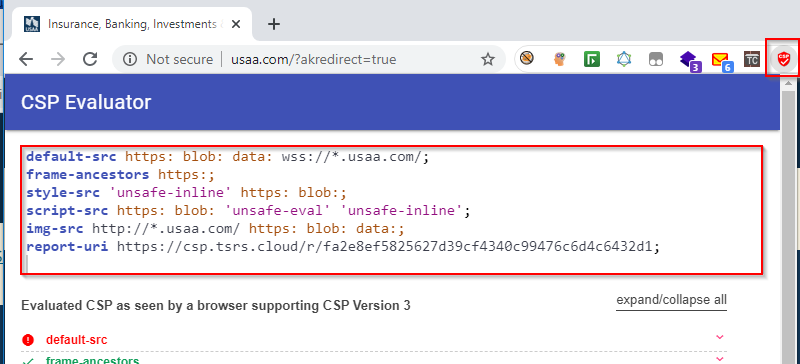 Insurance, Banking, Investments
Not secure usaa.com/?akredirect=true
3
6
TC
CSP
CSP Evaluator
default-src https: blob: data: wss://*.usaa.com/;
frame-ancestors https:;
style-src 'unsafe-inline' https: blob:;
script-src https: blob: 'unsafe-eval' 'unsafe-inline';
img-src http://*.usaa.com/ https: blob: data:;
report-uri https://csp.tsrs.cloud/r/fa2e8ef5825627d39cf4340c99476c6d4c6432d1;
Evaluated CSP as seen by a browser supporting CSP Version 3
expand/collapse all
default-src
frame-ancestors